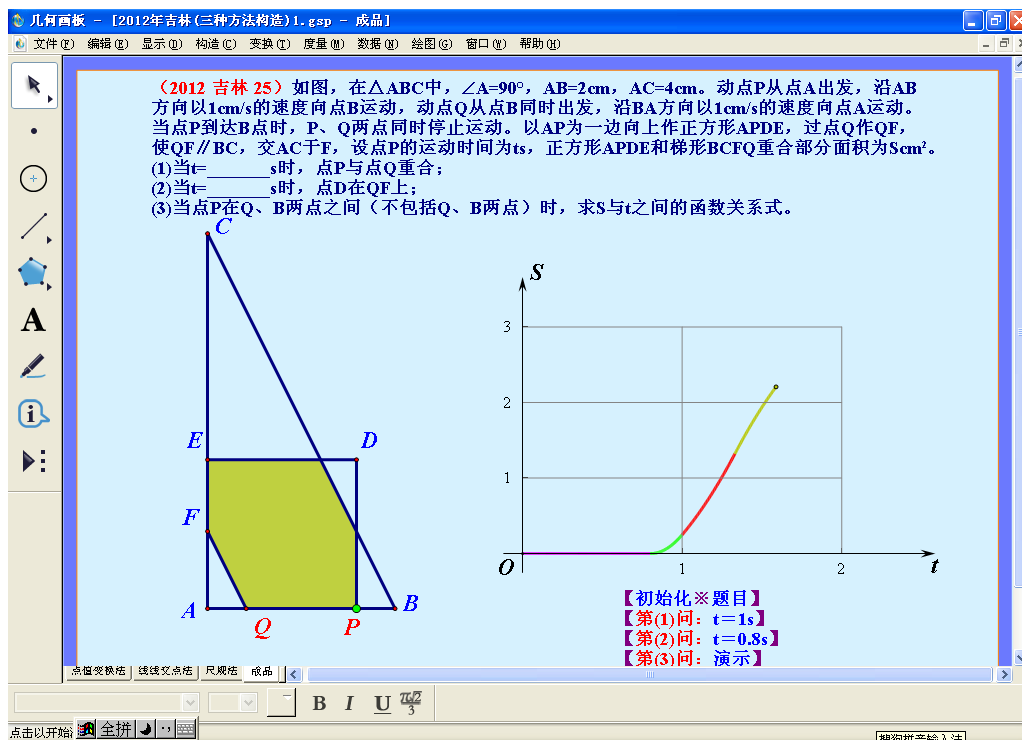 几何画板 - [2012年吉林(三种方法构造)1.gsp - 成品]
文件(F) 编辑(E) 显示(D) 构造(C) 变换(T) 度量(M) 数据(N) 绘图(G) 窗口(W) 帮助(H)
（2012 吉林 25）如图，在△ABC中，∠A=90°，AB=2cm，AC=4cm。动点P从点A出发，沿AB
方向以1cm/s的速度向点B运动，动点Q从点B同时出发，沿BA方向以1cm/s的速度向点A运动。
当点P到达B点时，P、Q两点同时停止运动。以AP为一边向上作正方形APDE，过点Q作QF，
使QF∥BC，交AC于F，设点P的运动时间为ts，正方形APDE和梯形BCFQ重合部分面积为Scm²。
(1)当t=_______s时，点P与点Q重合；
(2)当t=_______s时，点D在QF上；
(3)当点P在Q、B两点之间（不包括Q、B两点）时，求S与t之间的函数关系式。
C
E
D
F
A
Q
P
B
S
3
2
1
O
1
2
t
【初始化※题目】
【第(1)问：t＝1s】
【第(2)问：t＝0.8s】
【第(3)问：演示】
点值变换法 线线交点法 尺规法 成品
B I U
点击以开始
全拼
搜狗拼音输入法